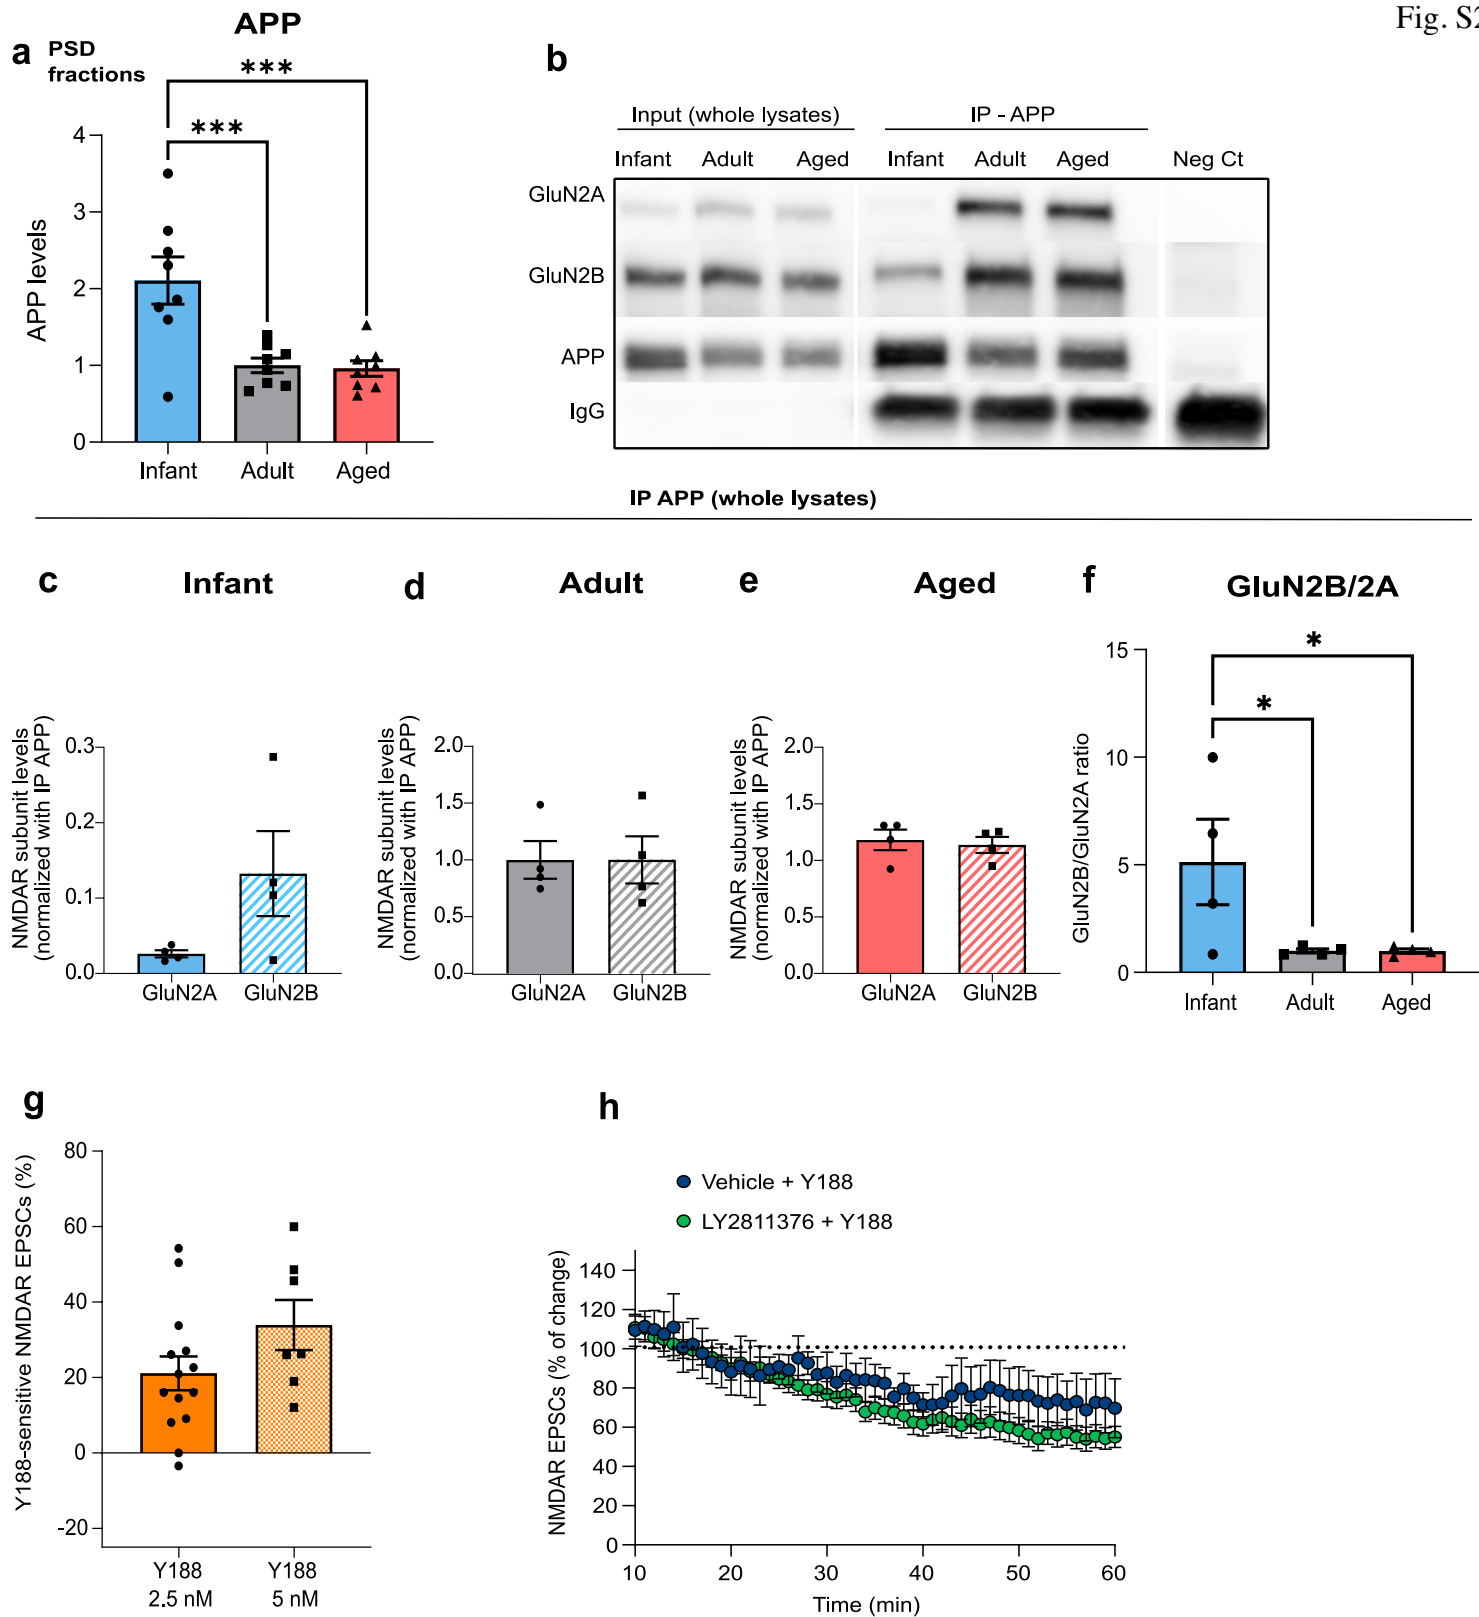 Fig. S2
a
PSD
fractions
APP
***
***
APP levels
4
3
2
1
0
Infant
Adult
Aged
b
Input (whole lysates)
IP - APP
Infant
Adult
Aged
Infant
Adult
Aged
Neg Ct
GluN2A
GluN2B
APP
IgG
IP APP (whole lysates)
c
Infant
NMDAR subunit levels
(normalized with IP APP)
0.3
0.2
0.1
0.0
GluN2A
GluN2B
d
Adult
NMDAR subunit levels
(normalized with IP APP)
2.0
1.5
1.0
0.5
0.0
GluN2A
GluN2B
e
Aged
NMDAR subunit levels
(normalized with IP APP)
2.0
1.5
1.0
0.5
0.0
GluN2A
GluN2B
f
GluN2B/2A
*
*
GluN2B/GluN2A ratio
15
10
5
0
Infant
Adult
Aged
g
Y188-sensitive NMDAR EPSCs (%)
80
60
40
20
0
-20
Y188
2.5 nM
Y188
5 nM
h
Vehicle + Y188
LY2811376 + Y188
NMDAR EPSCs (% of change)
140
120
100
80
60
40
20
0
10
20
30
40
50
60
Time (min)